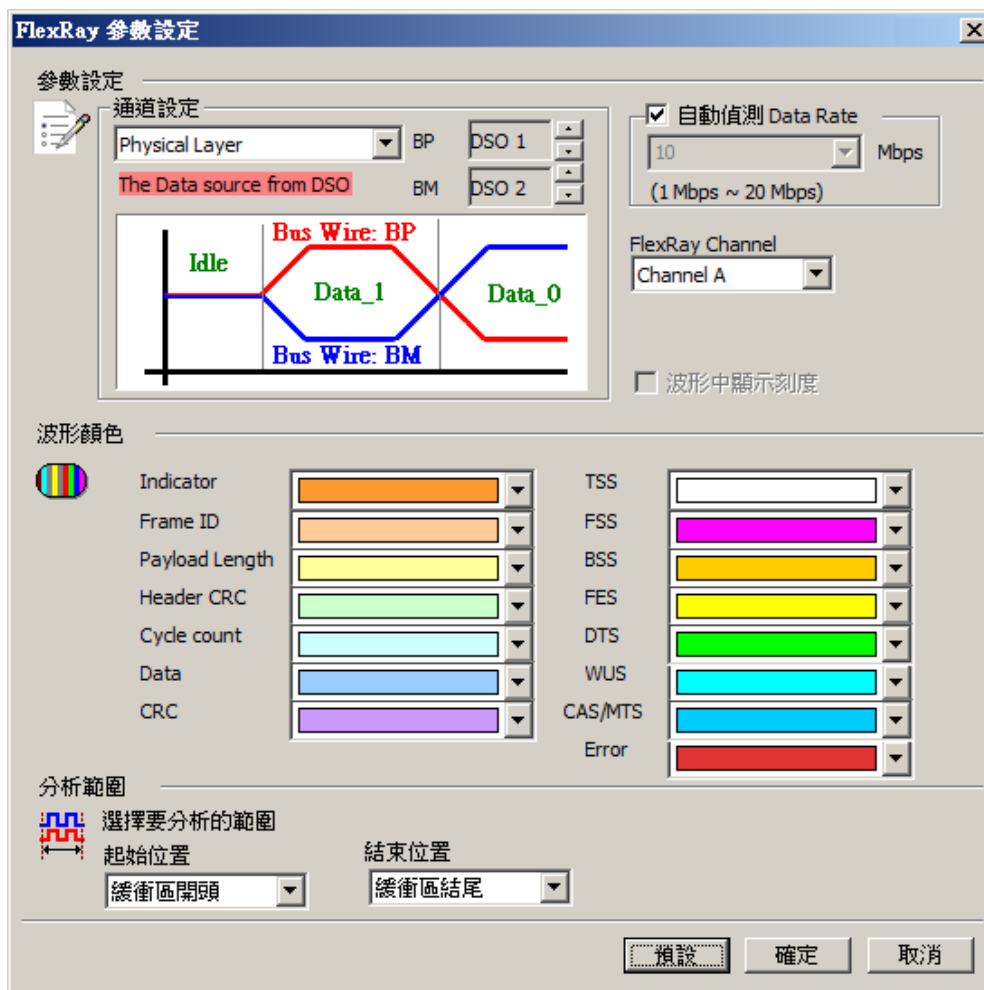 FlexRay 參數設定
參數設定
通道設定
Physical Layer
BP
DSO 1
The Data source from DSO
BM
DSO 2
Bus Wire: BP
Idle
Data_1
Data_0
Bus Wire: BM
自動偵測 Data Rate
10
Mbps
(1 Mbps ~ 20 Mbps)
FlexRay Channel
Channel A
波形中顯示刻度
波形顏色
Indicator
Frame ID
Payload Length
Header CRC
Cycle count
Data
CRC
TSS
FSS
BSS
FES
DTS
WUS
CAS/MTS
Error
分析範圍
選擇要分析的範圍
起始位置
緩衝區開頭
結束位置
緩衝區結尾
預設
確定
取消